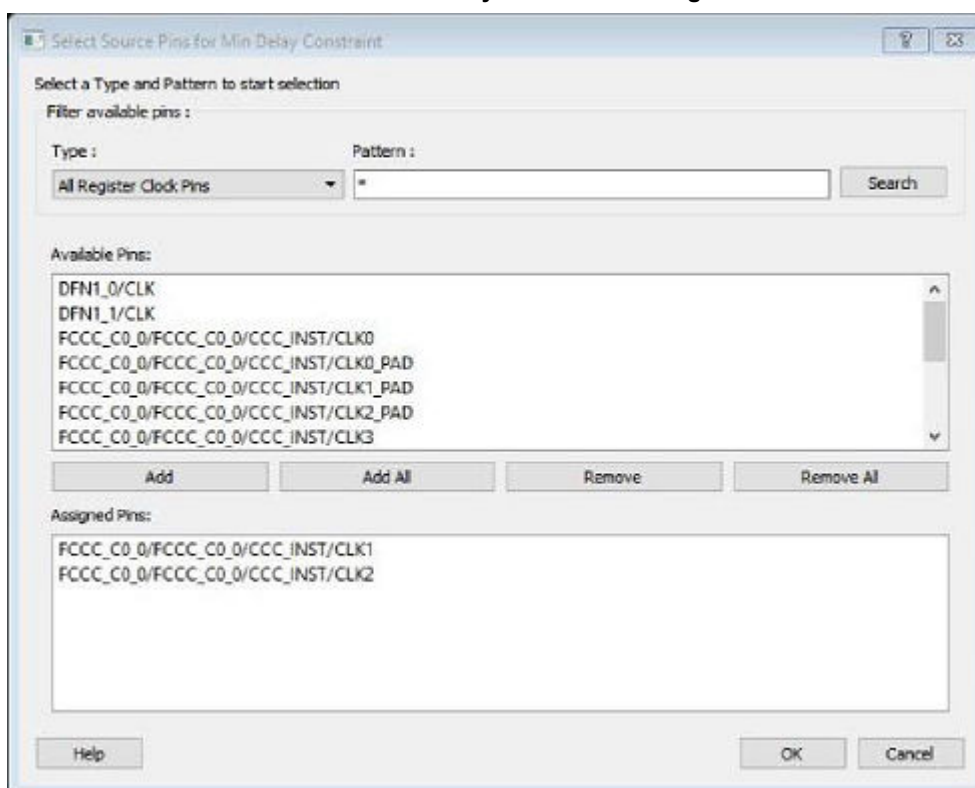 Select Source Pins for Min Delay Constraint
Select a Type and Pattern to start selection
Filter available pins :
Type : Pattern :
All Register Clock Pins * Search
Available Pins:
DFN1_0/CLK
DFN1_1/CLK
FCCC_C0_0/FCCC_C0_0/CCC_INST/CLK0
FCCC_C0_0/FCCC_C0_0/CCC_INST/CLK0_PAD
FCCC_C0_0/FCCC_C0_0/CCC_INST/CLK1_PAD
FCCC_C0_0/FCCC_C0_0/CCC_INST/CLK2_PAD
FCCC_C0_0/FCCC_C0_0/CCC_INST/CLK3
Add Add All Remove Remove All
Assigned Pins:
FCCC_C0_0/FCCC_C0_0/CCC_INST/CLK1
FCCC_C0_0/FCCC_C0_0/CCC_INST/CLK2
Help OK Cancel